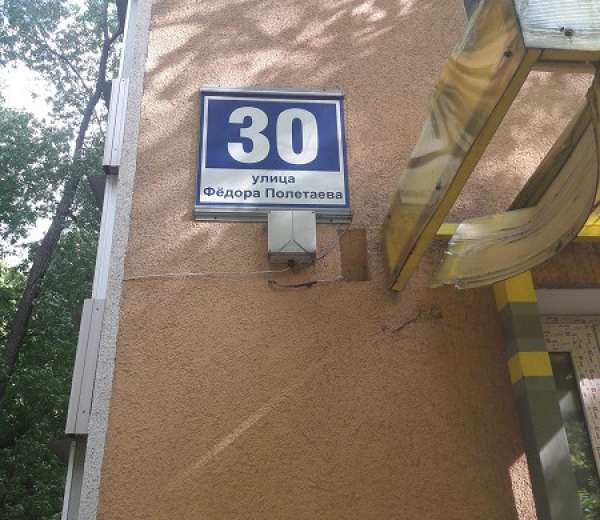 30
улица
Фёдора Полетаева